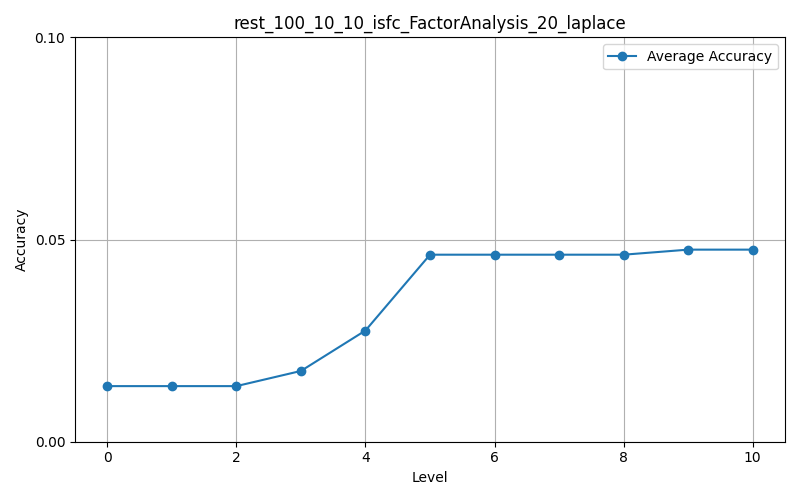 rest_100_10_10_isfc_FactorAnalysis_20_laplace
Average Accuracy
0.10
0.05
0.00
Accuracy
0 2 4 6 8 10
Level